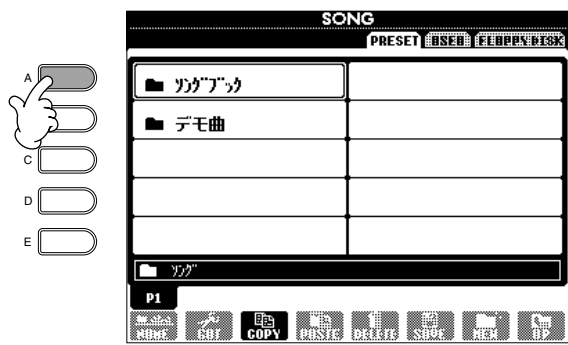 SONG
PRESET USER FLOPPY DISK
A
ソングブック
デモ曲
C
D
E
ソング
P1
NAME CUT COPY PASTE DELETE SAVE NEW UP